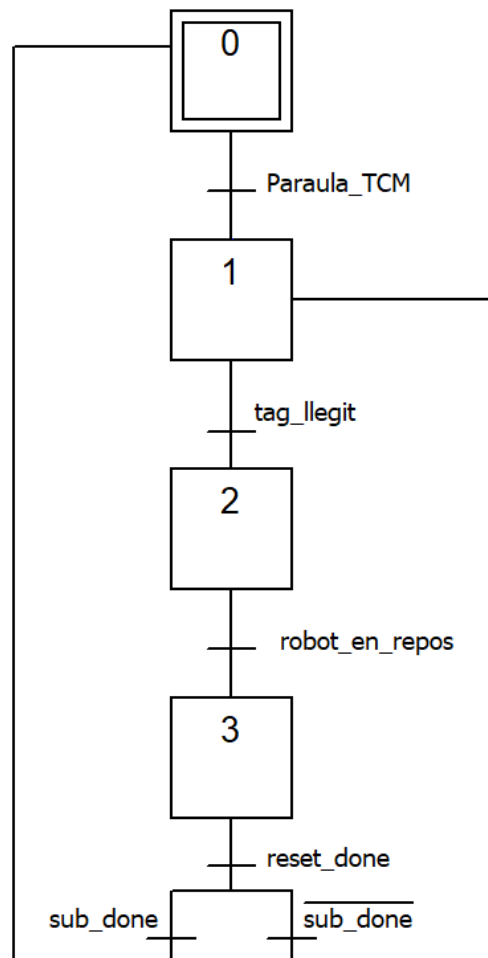 0
Paraula_TCM
1
tag_llegit
2
robot_en_repos
3
reset_done
sub_done
sub_done